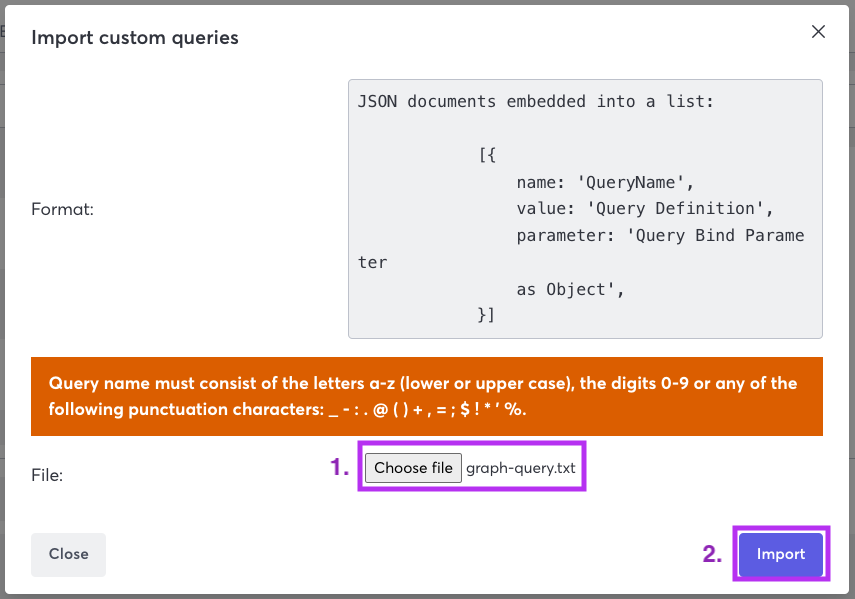 Import custom queries
JSON documents embedded into a list:
[{
name: 'QueryName',
value: 'Query Definition',
Format:
parameter: 'Query Bind Parame
ter
as Object',
}]
Query name must consist of the letters a-z (lower or upper case), the digits 0-9 or any of the
following punctuation characters: _ - : . @ ( ) + , = ; $ ! * ' %.
File:
1.
Choose file graph-query.txt
Close
2.
Import